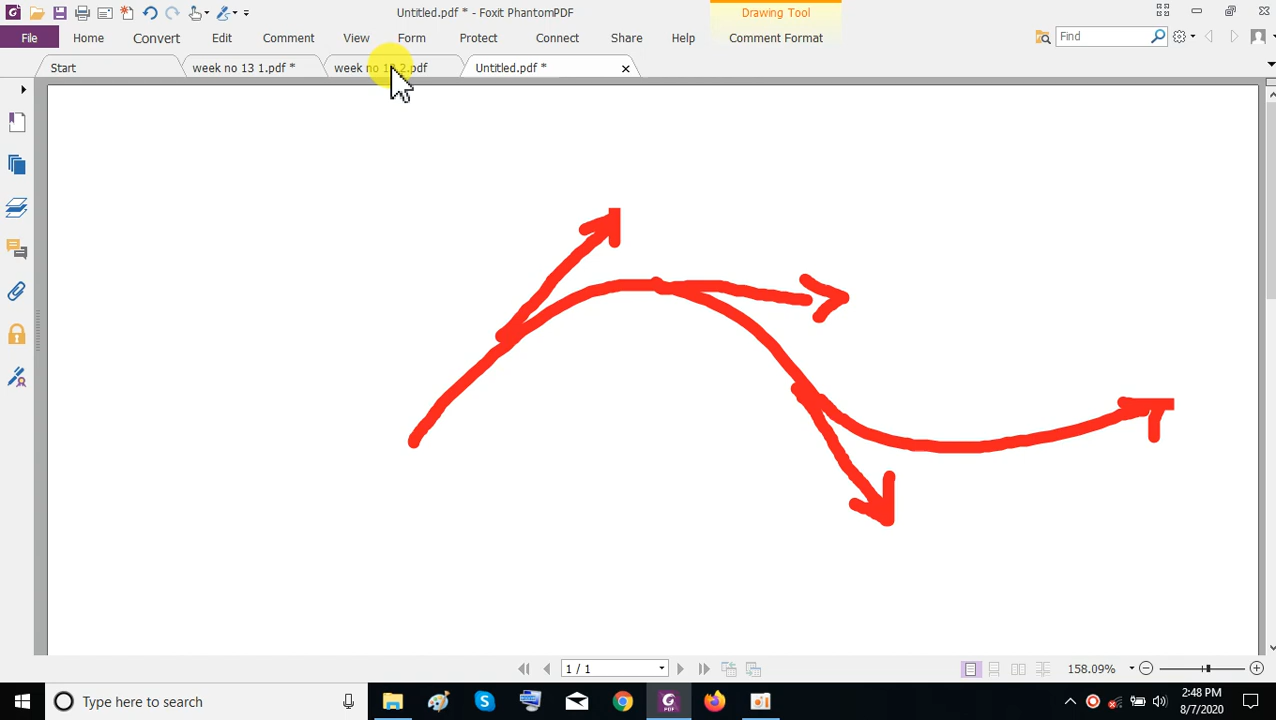 Untitled.pdf * - Foxit PhantomPDF
Drawing Tool
File Home Convert Edit View Comment Form Protect Connect Share Help Comment Format Find
Start week no 13 1.pdf * Untitled.pdf *
1 / 1 158.09%
Type here to search
2:48 PM
8/7/2020